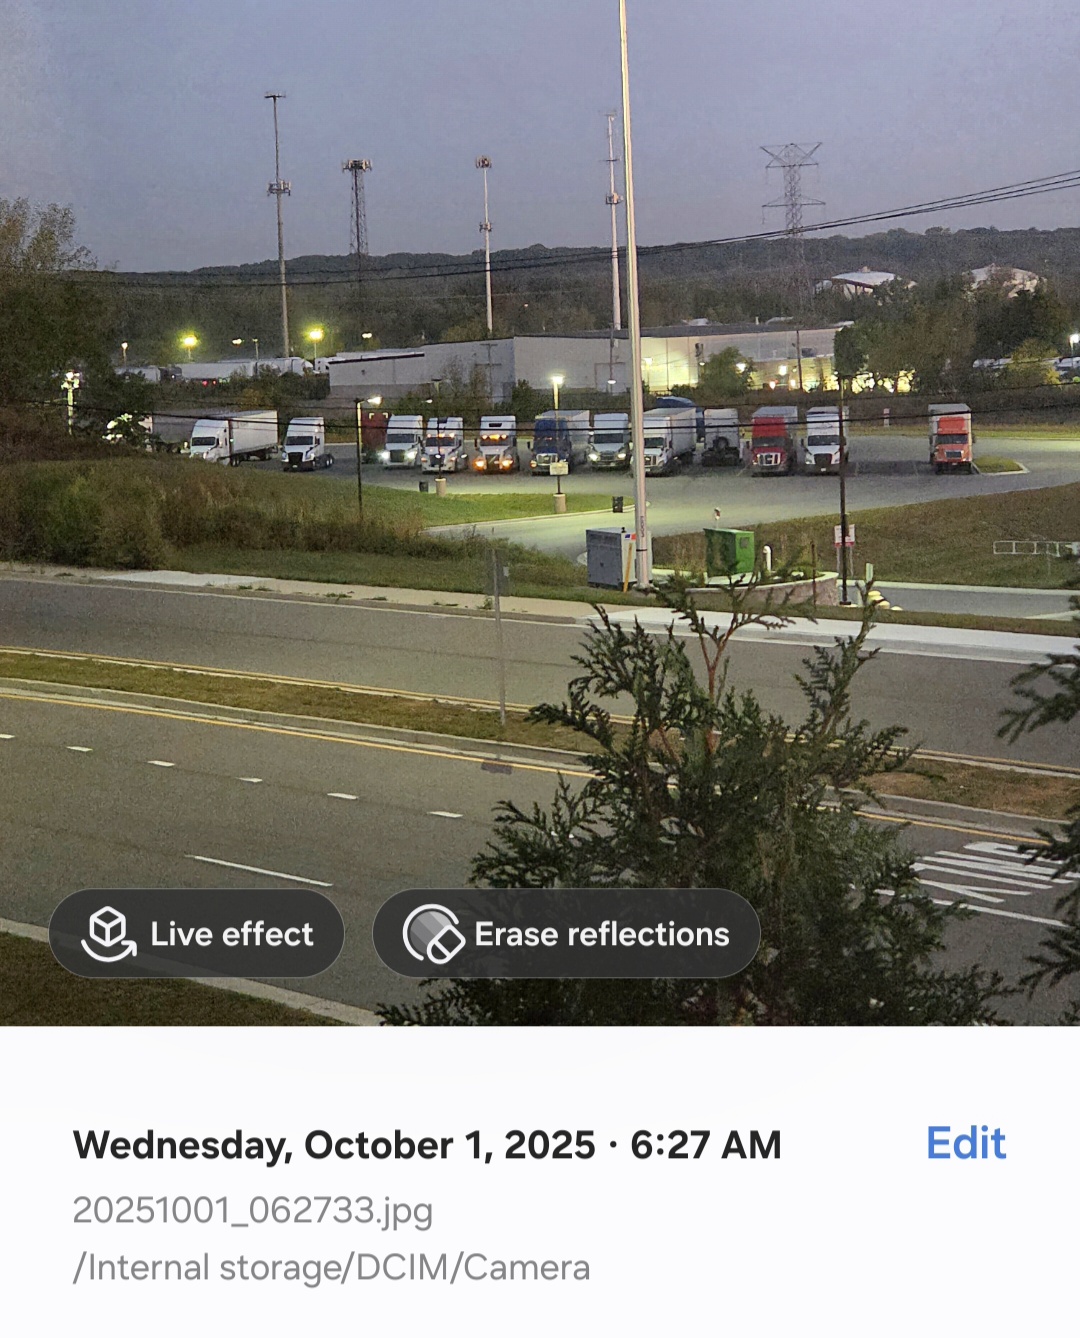 Live effect
Erase reflections
Wednesday, October 1, 2025 · 6:27 AM
Edit
20251001_062733.jpg
/Internal storage/DCIM/Camera